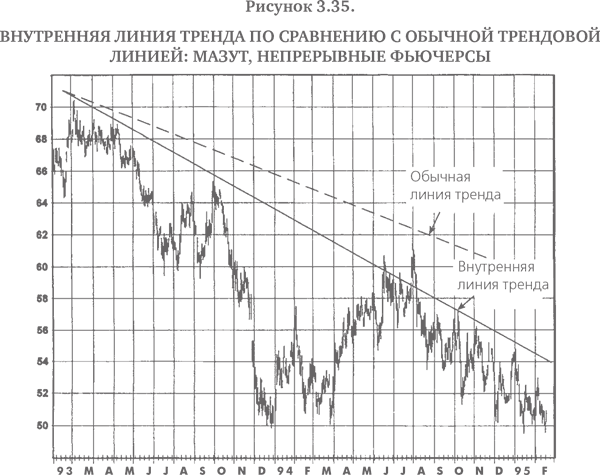 Рисунок 3.35.
ВНУТРЕННЯЯ ЛИНИЯ ТРЕНДА ПО СРАВНЕНИЮ С ОБЫЧНОЙ ТРЕНДОВОЙ
ЛИНИЕЙ: МАЗУТ, НЕПРЕРЫВНЫЕ ФЬЮЧЕРСЫ
70
68
66
Обычная
линия тренда
64
62
60
Внутренняя
линия тренда
58
56
54
52
50
93 M A M J J A S O N D 94 M A M J J A S O N D 95 F